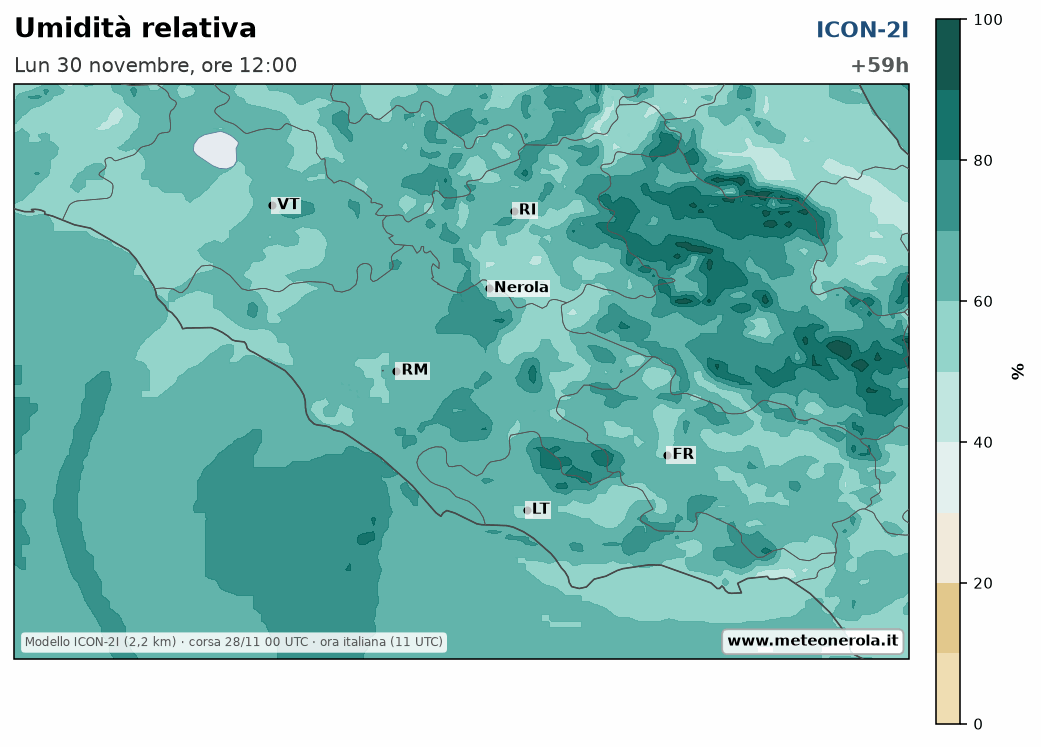 Umidità relativa
ICON-2I
Lun 30 novembre, ore 12:00
+59h
100
80
60
40
20
0
%
VT
RI
Nerola
RM
FR
LT
Modello ICON-2I (2,2 km) · corsa 28/11 00 UTC · ora italiana (11 UTC)
www.meteonerola.it